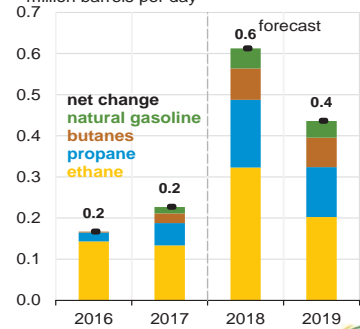 million barrels per day
0.7
forecast
0.6
0.6
0.5
0.4
0.4
net change
natural gasoline
butanes
propane
ethane
0.3
0.2
0.2
0.2
0.1
0.0
2016 2017 2018 2019